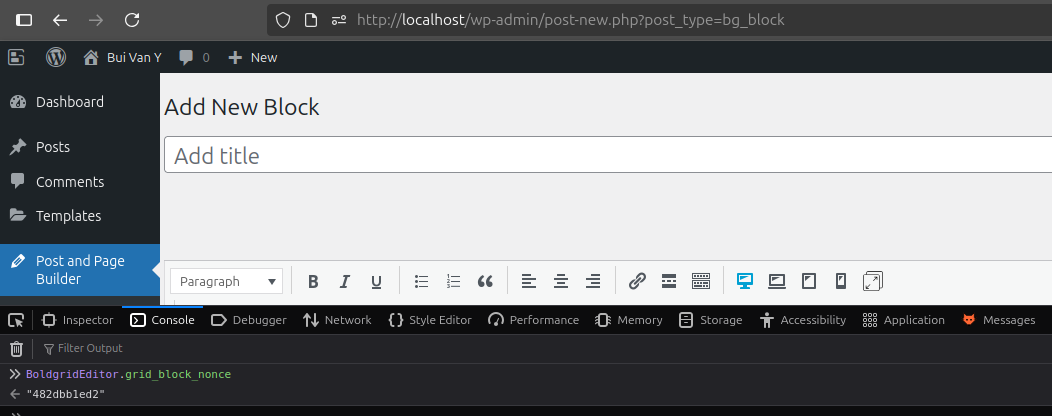 http://localhost/wp-admin/post-new.php?post_type=bg_block
Bui Van Y 0 New
Dashboard
Posts
Comments
Templates
Post and Page
Builder
Add New Block
Add title
Paragraph B I U
Inspector Console Debugger Network Style Editor Performance Memory Storage Accessibility Application Messages
Filter Output
BoldgridEditor.grid_block_nonce
"482dbb1ed2"